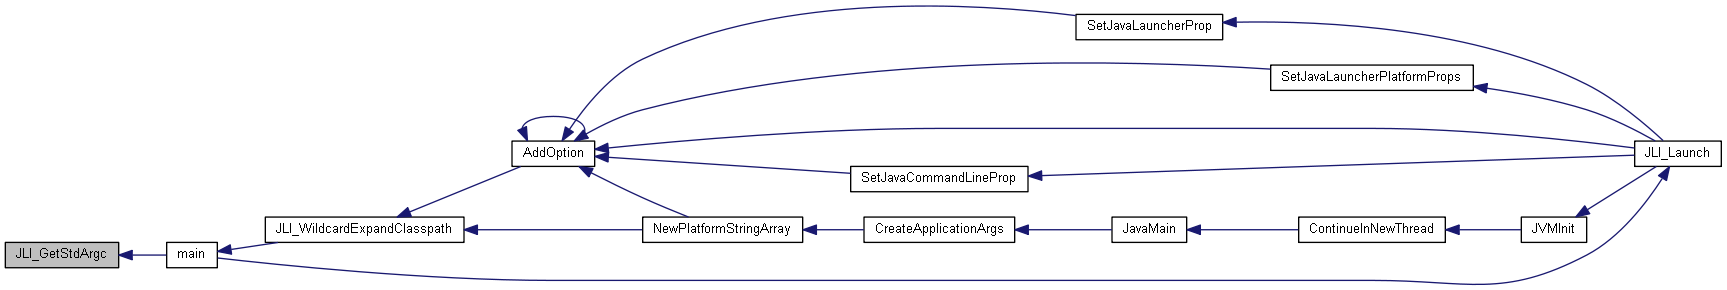 SetJavaLauncherProp
SetJavaLauncherPlatformProps
AddOption
JLI_Launch
SetJavaCommandLineProp
JLI_WildcardExpandClasspath
NewPlatformStringArray
CreateApplicationArgs
JavaMain
ContinueInNewThread
JVMInit
JLI_GetStdArgc
main